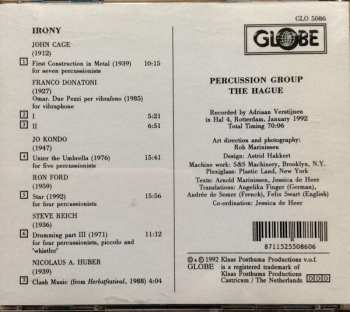 GLO 5086
IRONY
JOHN CAGE
(1912)
1 First Construction in Metal (1939) 10:15
for seven percussionists
FRANCO DONATONI
(1927)
Omar. Due Pezzi per vibrafono (1985)
for vibraphone
2 I 5:21
3 II 6:51
JO KONDO
(1947)
4 Under the Umbrella (1976) 15:41
for five percussionists
RON FORD
(1959)
5 Star (1992) 15:56
for four percussionists
STEVE REICH
(1936)
6 Drumming part III (1971) 11:12
for four percussionists, piccolo and
'whistler'
NICOLAUS A. HUBER
(1939)
7 Clash Music (from Herbstfestival, 1988) 4:04
GLOBE
PERCUSSION GROUP
THE HAGUE
Recorded by Adriaan Verstijnen
in Hal 4, Rotterdam, January 1992
Total Timing 70:06
Art direction and photography:
Rob Marinissen
Design: Astrid Hakkert
Machine work: S&S Machinery, Brooklyn, N.Y.
Plexiglass: Plastic Land, New York
Texts: Arnold Marinissen, Jessica de Heer
Translations: Angelika Finger (German),
Andrée de Somer (French), Felix Swart (English)
Co-ordination: Jessica de Heer
8711525508606
℗ © 1992 Klaas Posthuma Productions v.o.f.
GLOBE is a registered trademark of
Klaas Posthuma Productions
Castricum / The Netherlands
DDD